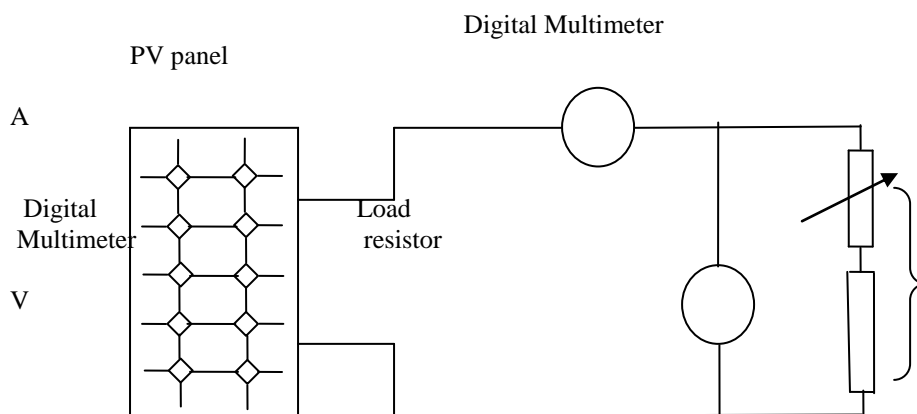 Digital Multimeter
PV panel
A
Digital
Multimeter
Load
resistor
V